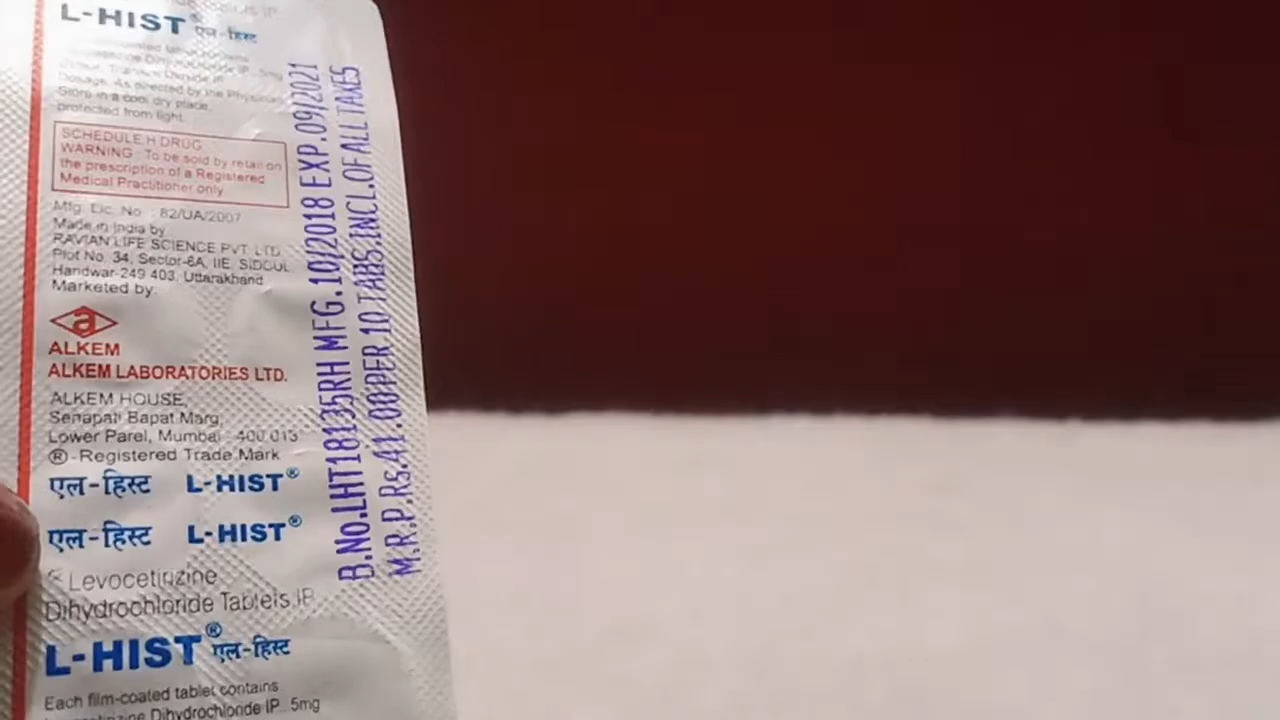 L-HIST® एल-हिस्ट
Dihydrochloride IP 5mg
Colour: Titanium Dioxide IP
Dosage: As directed by the Physician
Store in a cool dry place,
protected from light.
SCHEDULE H DRUG
WARNING : To be sold by retail on
the prescription of a Registered
Medical Practitioner only
Mfg. Lic. No.: 82/UA/2007
Made in India by
RAVIAN LIFE SCIENCE PVT. LTD.
Plot No. 34, Sector-6A, IIE, SIDCUL
Haridwar-249 403, Uttarakhand
Marketed by:
a
ALKEM
ALKEM LABORATORIES LTD.
ALKEM HOUSE,
Senapati Bapat Marg,
Lower Parel, Mumbai - 400 013
®-Registered Trade Mark
एल-हिस्ट L-HIST®
एल-हिस्ट L-HIST®
Levocetirizine
Dihydrochloride Tablets IP
L-HIST® एल-हिस्ट
Each film-coated tablet contains
Dihydrochloride IP...5mg
B.No.LHT18135RH MFG.10/2018 EXP.09/2021
M.R.P.Rs.41.00 PER 10 TABS.INCL.OF ALL TAXES